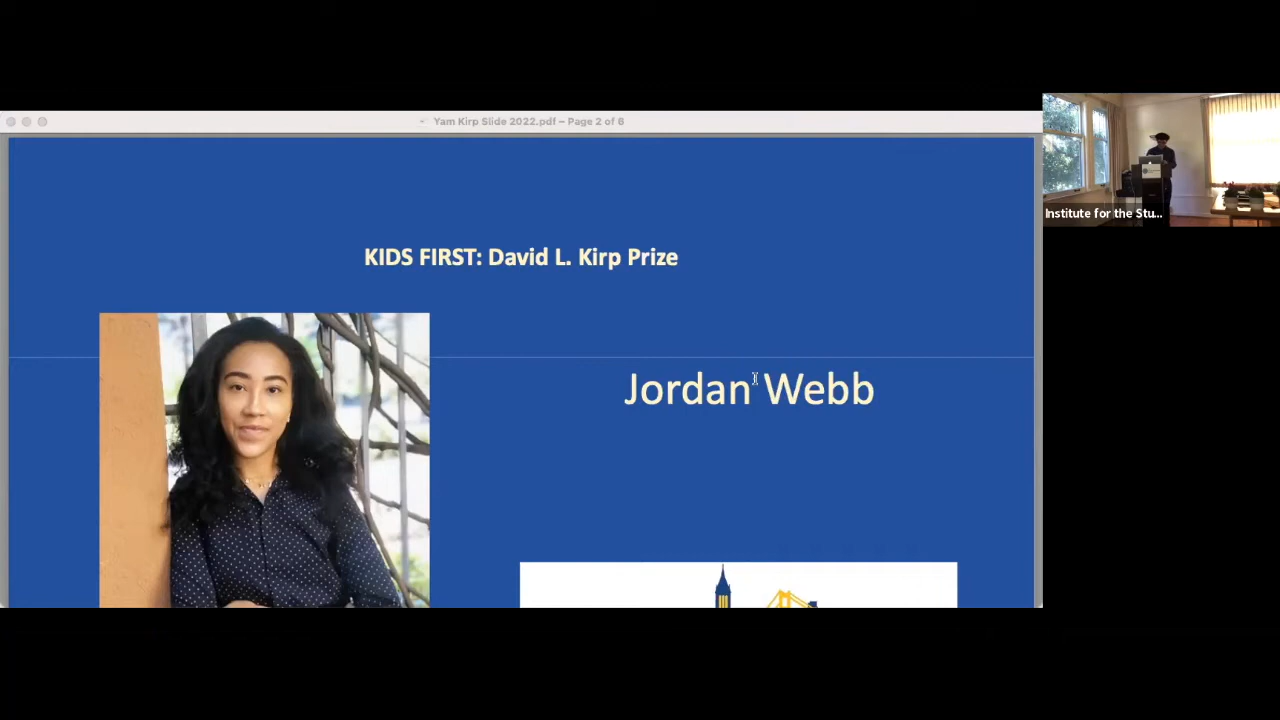 Yam Kirp Slide 2022.pdf – Page 2 of 8
KIDS FIRST: David L. Kirp Prize
Jordan Webb
Institute for the Stu...